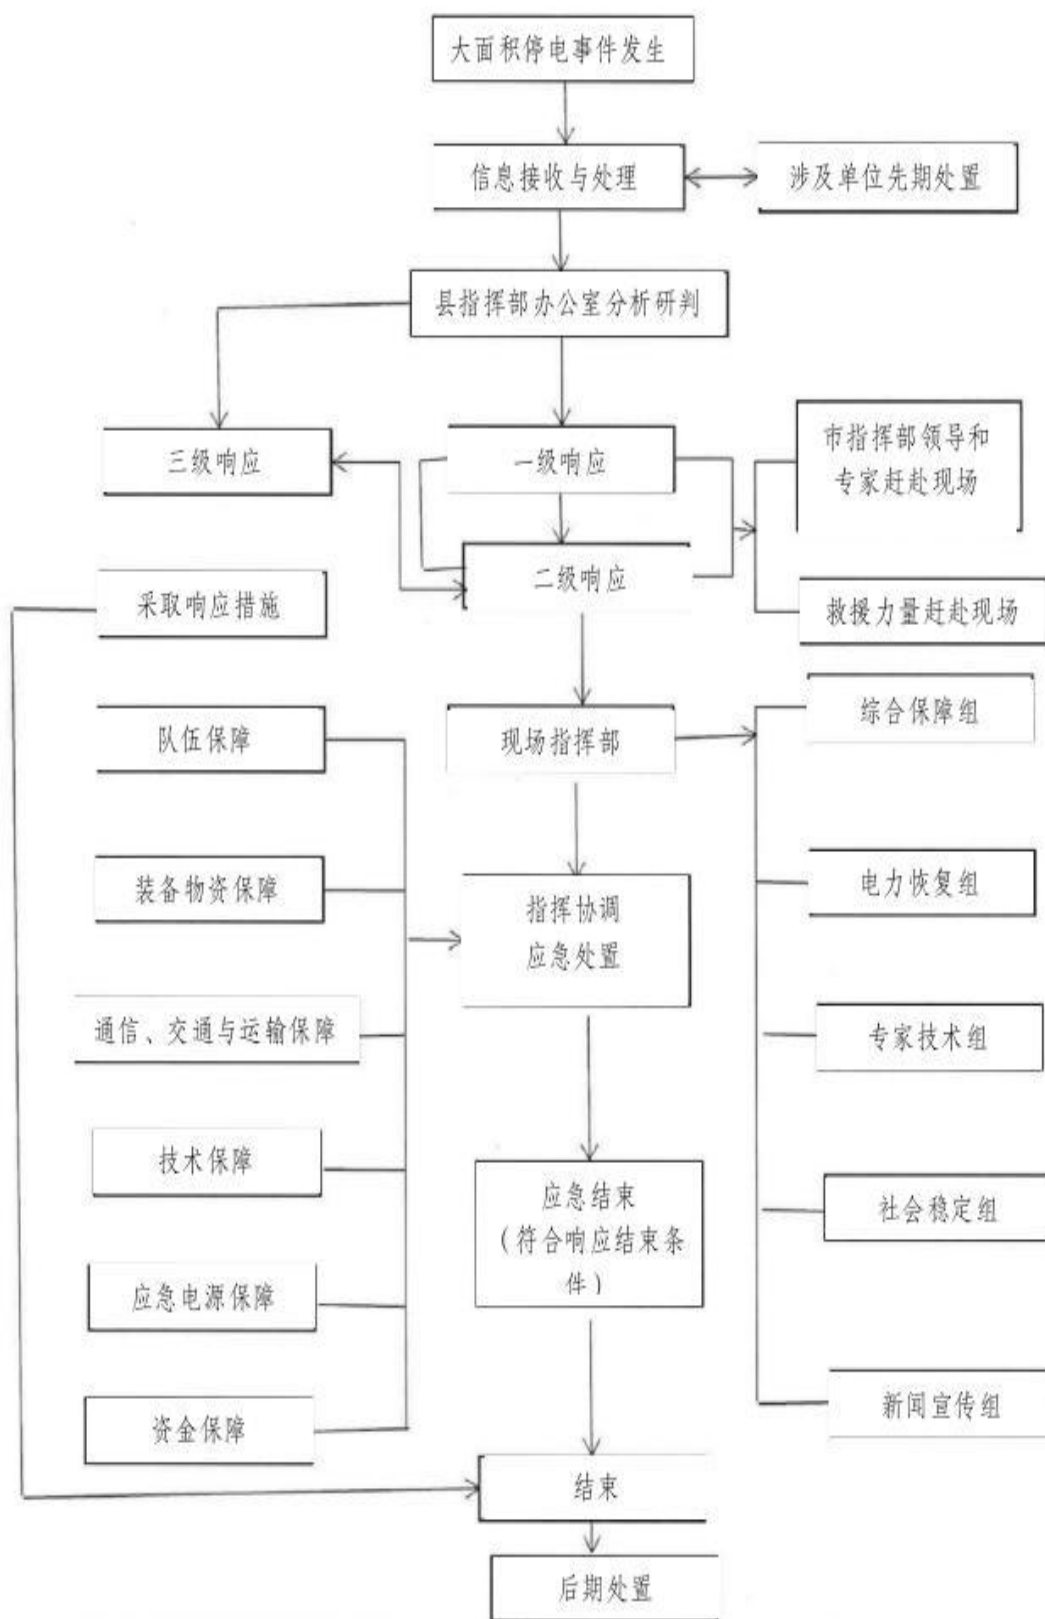 大面积停电事件发生
信息接收与处理
涉及单位先期处置
县指挥部办公室分析研判
三级响应
一级响应
市指挥部领导和
专家赶赴现场
二级响应
采取响应措施
救援力量赶赴现场
综合保障组
队伍保障
现场指挥部
装备物资保障
指挥协调
应急处置
电力恢复组
通信、交通与运输保障
专家技术组
技术保障
应急结束
(符合响应结束条
件)
社会稳定组
应急电源保障
资金保障
新闻宣传组
结束
后期处置